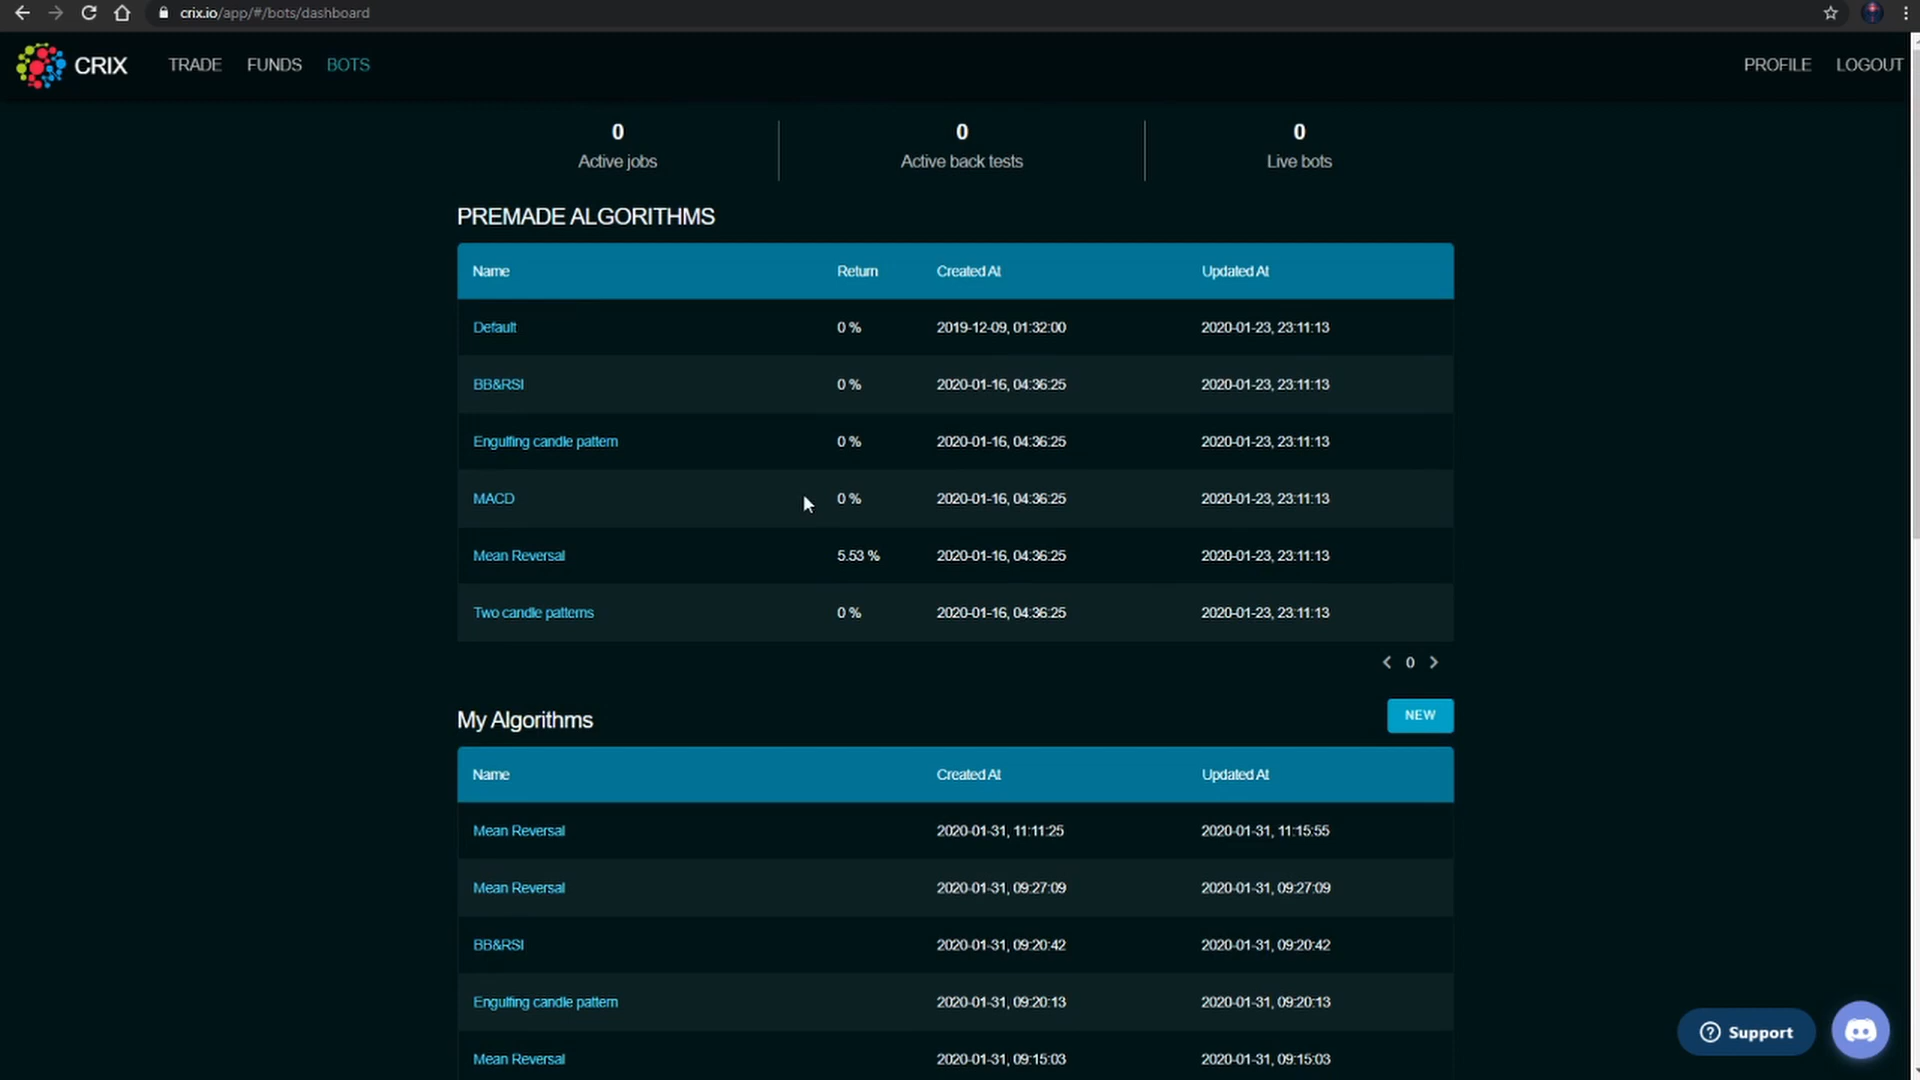 crix.io/app/#/bots/dashboard
CRIX TRADE FUNDS BOTS PROFILE LOGOUT
0 0 0
Active jobs Active back tests Live bots
PREMADE ALGORITHMS
Name Return Created At Updated At
Default 0 % 2019-12-09, 01:32:00 2020-01-23, 23:11:13
BB&RSI 0 % 2020-01-16, 04:36:25 2020-01-23, 23:11:13
Engulfing candle pattern 0 % 2020-01-16, 04:36:25 2020-01-23, 23:11:13
MACD 0 % 2020-01-16, 04:36:25 2020-01-23, 23:11:13
Mean Reversal 5.53 % 2020-01-16, 04:36:25 2020-01-23, 23:11:13
Two candle patterns 0 % 2020-01-16, 04:36:25 2020-01-23, 23:11:13
0
My Algorithms NEW
Name Created At Updated At
Mean Reversal 2020-01-31, 11:11:25 2020-01-31, 11:15:55
Mean Reversal 2020-01-31, 09:27:09 2020-01-31, 09:27:09
BB&RSI 2020-01-31, 09:20:42 2020-01-31, 09:20:42
Engulfing candle pattern 2020-01-31, 09:20:13 2020-01-31, 09:20:13
Mean Reversal 2020-01-31, 09:15:03 2020-01-31, 09:15:03
Support